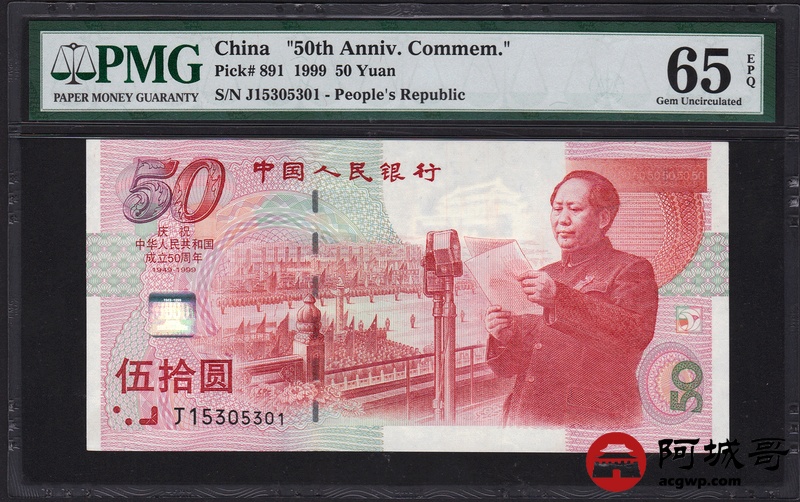 PMG
PAPER MONEY GUARANTY
China "50th Anniv. Commem."
Pick# 891 1999 50 Yuan
S/N J15305301 - People's Republic
65
EPQ
Gem Uncirculated
50
中国人民银行
庆祝
中华人民共和国
成立50周年
1949-1999
伍拾圆
J15305301
50
阿城哥
acgwp.com